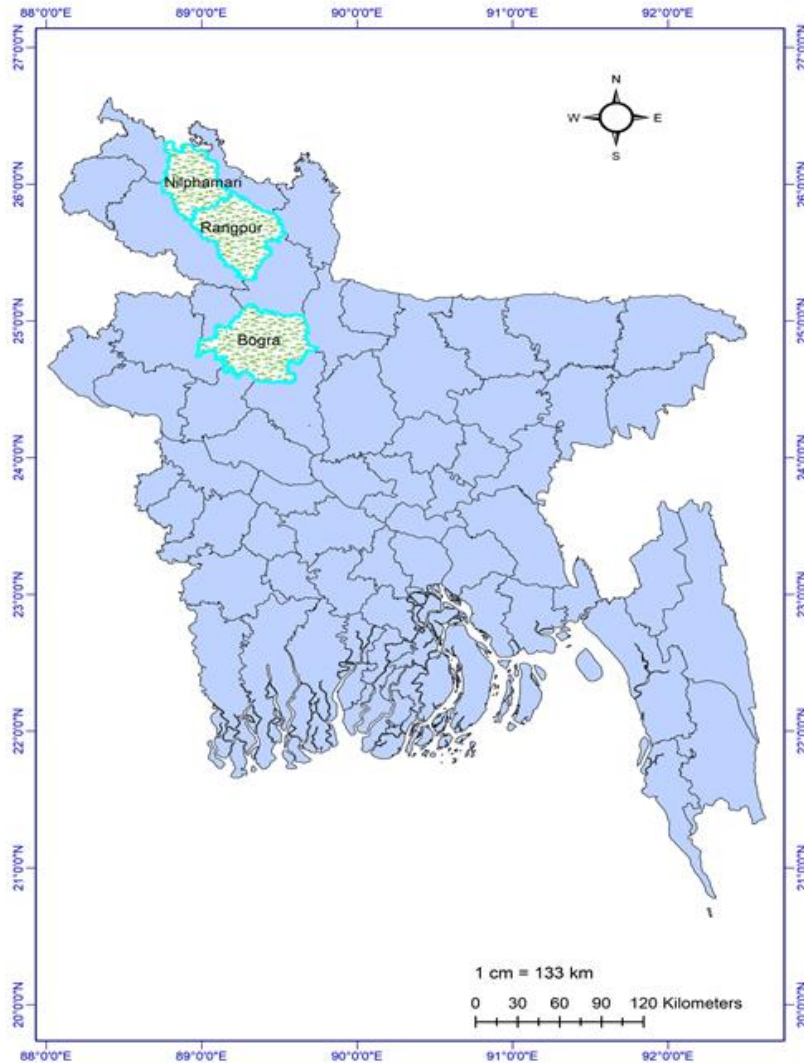 88°0'0"E 89°0'0"E 90°0'0"E 91°0'0"E 92°0'0"E
27°0'0"N 27°0'0"N
N
W E
S
26°0'0"N 26°0'0"N
Nilphamari
Rangpur
25°0'0"N 25°0'0"N
Bogra
24°0'0"N 24°0'0"N
23°0'0"N 23°0'0"N
22°0'0"N 22°0'0"N
21°0'0"N 21°0'0"N
1 cm = 133 km
0 30 60 90 120 Kilometers
20°0'0"N 20°0'0"N
88°0'0"E 89°0'0"E 90°0'0"E 91°0'0"E 92°0'0"E